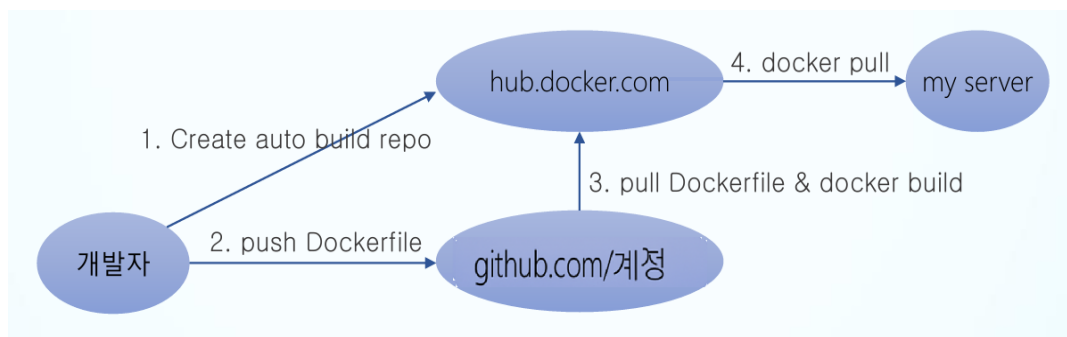 hub.docker.com
4. docker pull
my server
1. Create auto build repo
3. pull Dockerfile & docker build
개발자
2. push Dockerfile
github.com/계정